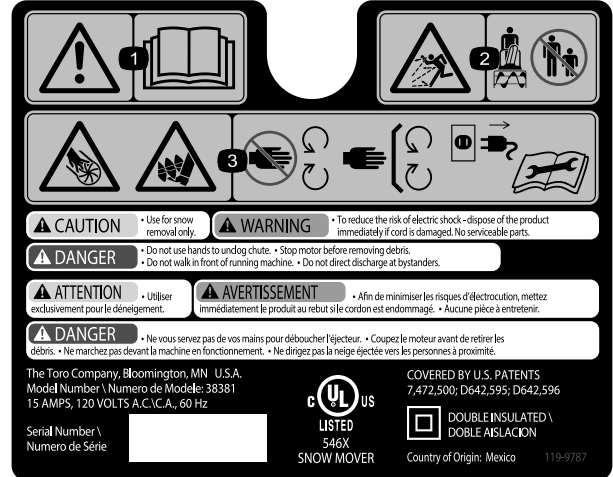 1
2
3
CAUTION
• Use for snow
removal only.
WARNING
• To reduce the risk of electric shock - dispose of the product
immediately if cord is damaged. No serviceable parts.
DANGER
• Do not use hands to unclog chute. • Stop motor before removing debris.
• Do not walk in front of running machine. • Do not direct discharge at bystanders.
ATTENTION
• Utiliser
exclusivement pour le déneigement.
AVERTISSEMENT
• Afin de minimiser les risques d'électrocution, mettez
immédiatement le produit au rebut si le cordon est endommagé. • Aucune pièce à entretenir.
DANGER
• Ne vous servez pas de vos mains pour déboucher l'éjecteur. • Coupez le moteur avant de retirer les
débris. • Ne marchez pas devant la machine en fonctionnement. • Ne dirigez pas la neige éjectée vers les personnes à proximité.
The Toro Company, Bloomington, MN U.S.A.
Model Number \ Numero de Modele: 38381
15 AMPS, 120 VOLTS A.C.\C.A., 60 Hz
Serial Number \
Numero de Série
C UL US
LISTED
546X
SNOW MOVER
COVERED BY U.S. PATENTS
7,472,500; D642,595; D642,596
DOUBLE INSULATED \
DOBLE AISLACION
Country of Origin: Mexico
119-9787